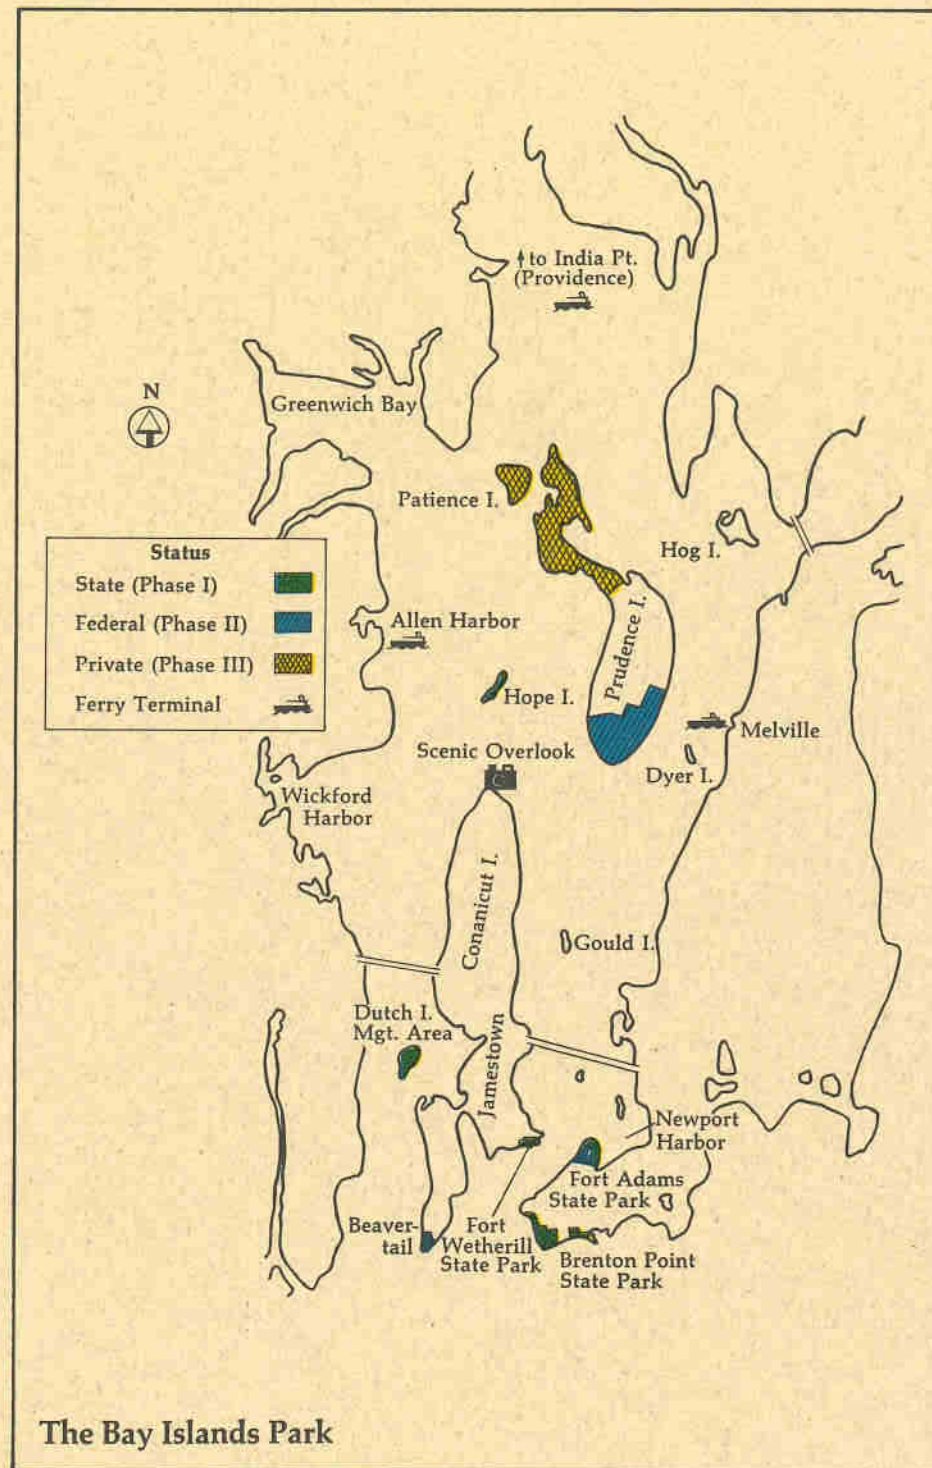 ↑ to India Pt.
(Providence)
N
Greenwich Bay
Patience I.
Hog I.
Status
State (Phase I)
Federal (Phase II)
Private (Phase III)
Ferry Terminal
Allen Harbor
Prudence I.
Hope I.
Melville
Scenic Overlook
Dyer I.
Wickford
Harbor
Conanicut I.
Gould I.
Dutch I.
Mgt. Area
Jamestown
Newport
Harbor
Fort Adams
State Park
Beaver-
tail
Fort
Wetherill
State Park
Brenton Point
State Park
The Bay Islands Park